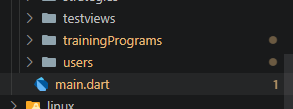 testviews
trainingPrograms
users
main.dart 1
linux